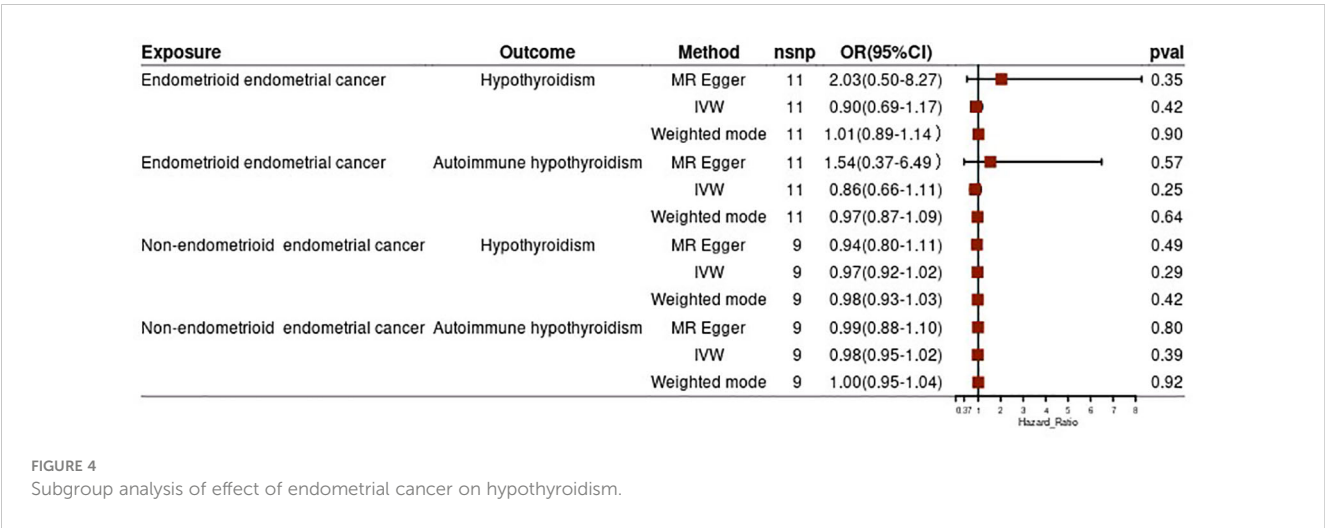 Exposure Outcome Method nsnp OR(95%CI) pval
Endometrioid endometrial cancer Hypothyroidism MR Egger 11 2.03(0.50-8.27) 0.35
IVW 11 0.90(0.69-1.17) 0.42
Weighted mode 11 1.01(0.89-1.14 ) 0.90
Endometrioid endometrial cancer Autoimmune hypothyroidism MR Egger 11 1.54(0.37-6.49 ) 0.57
IVW 11 0.86(0.66-1.11) 0.25
Weighted mode 11 0.97(0.87-1.09) 0.64
Non-endometrioid endometrial cancer Hypothyroidism MR Egger 9 0.94(0.80-1.11) 0.49
IVW 9 0.97(0.92-1.02) 0.29
Weighted mode 9 0.98(0.93-1.03) 0.42
Non-endometrioid endometrial cancer Autoimmune hypothyroidism MR Egger 9 0.99(0.88-1.10) 0.80
IVW 9 0.98(0.95-1.02) 0.39
Weighted mode 9 1.00(0.95-1.04) 0.92
0.37 1 2 3 4 5 6 7 8
Hazard_Ratio
FIGURE 4
Subgroup analysis of effect of endometrial cancer on hypothyroidism.